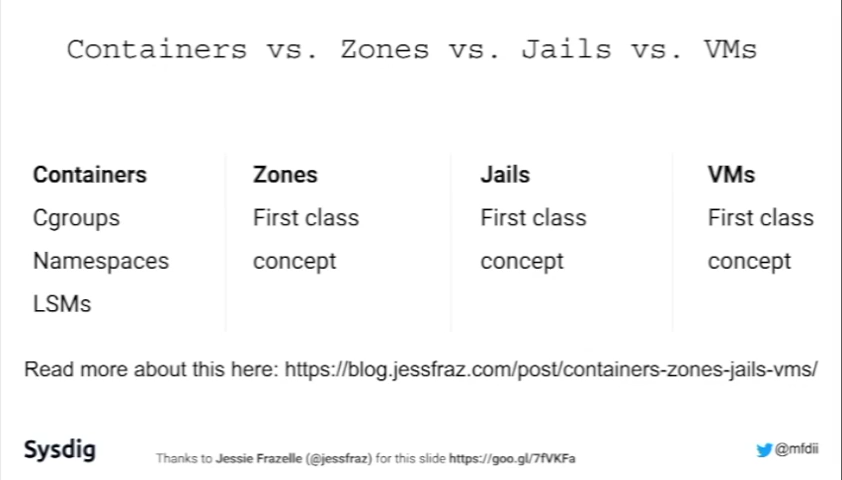 Containers vs. Zones vs. Jails vs. VMs
Containers
Cgroups
Namespaces
LSMs
Zones
First class
concept
Jails
First class
concept
VMs
First class
concept
Read more about this here: https://blog.jessfraz.com/post/containers-zones-jails-vms/
Sysdig
Thanks to Jessie Frazelle (@jessfraz) for this slide https://goo.gl/7fVKFa
@mfdii